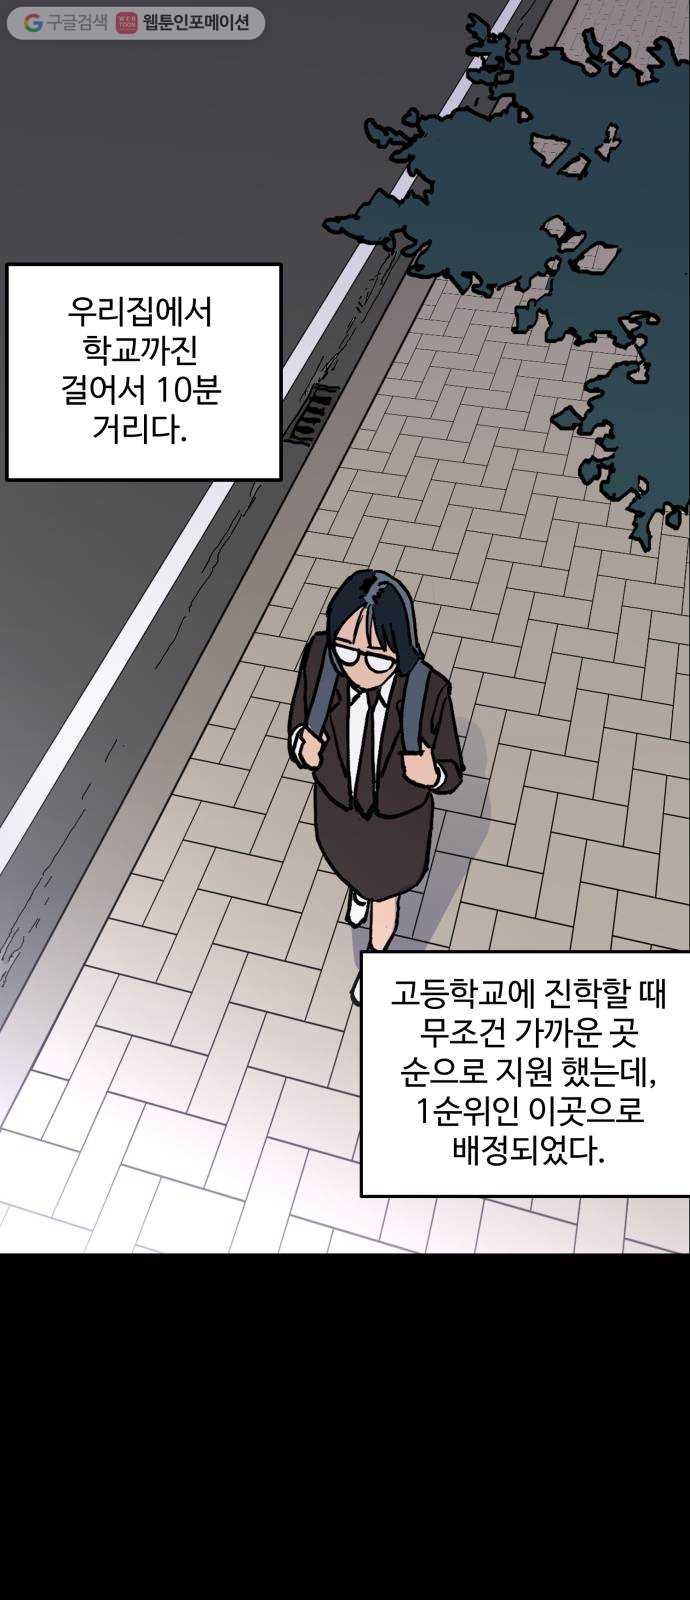 구글검색 WEB TOON 웹툰인포메이션
우리집에서
학교까진
걸어서 10분
거리다.
고등학교에 진학할 때
무조건 가까운 곳
순으로 지원 했는데,
1순위인 이곳으로
배정되었다.